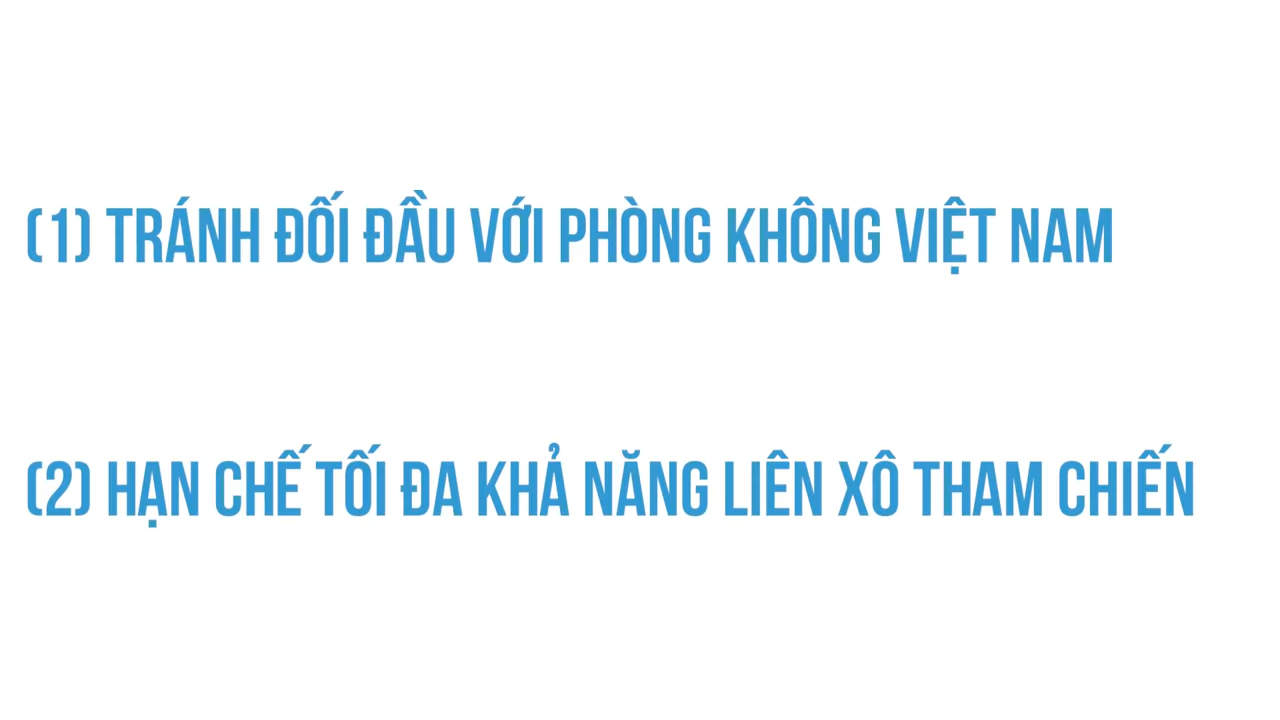 (1) TRÁNH ĐỐI ĐẦU VỚI PHÒNG KHÔNG VIỆT NAM
(2) HẠN CHẾ TỐI ĐA KHẢ NĂNG LIÊN XÔ THAM CHIẾN